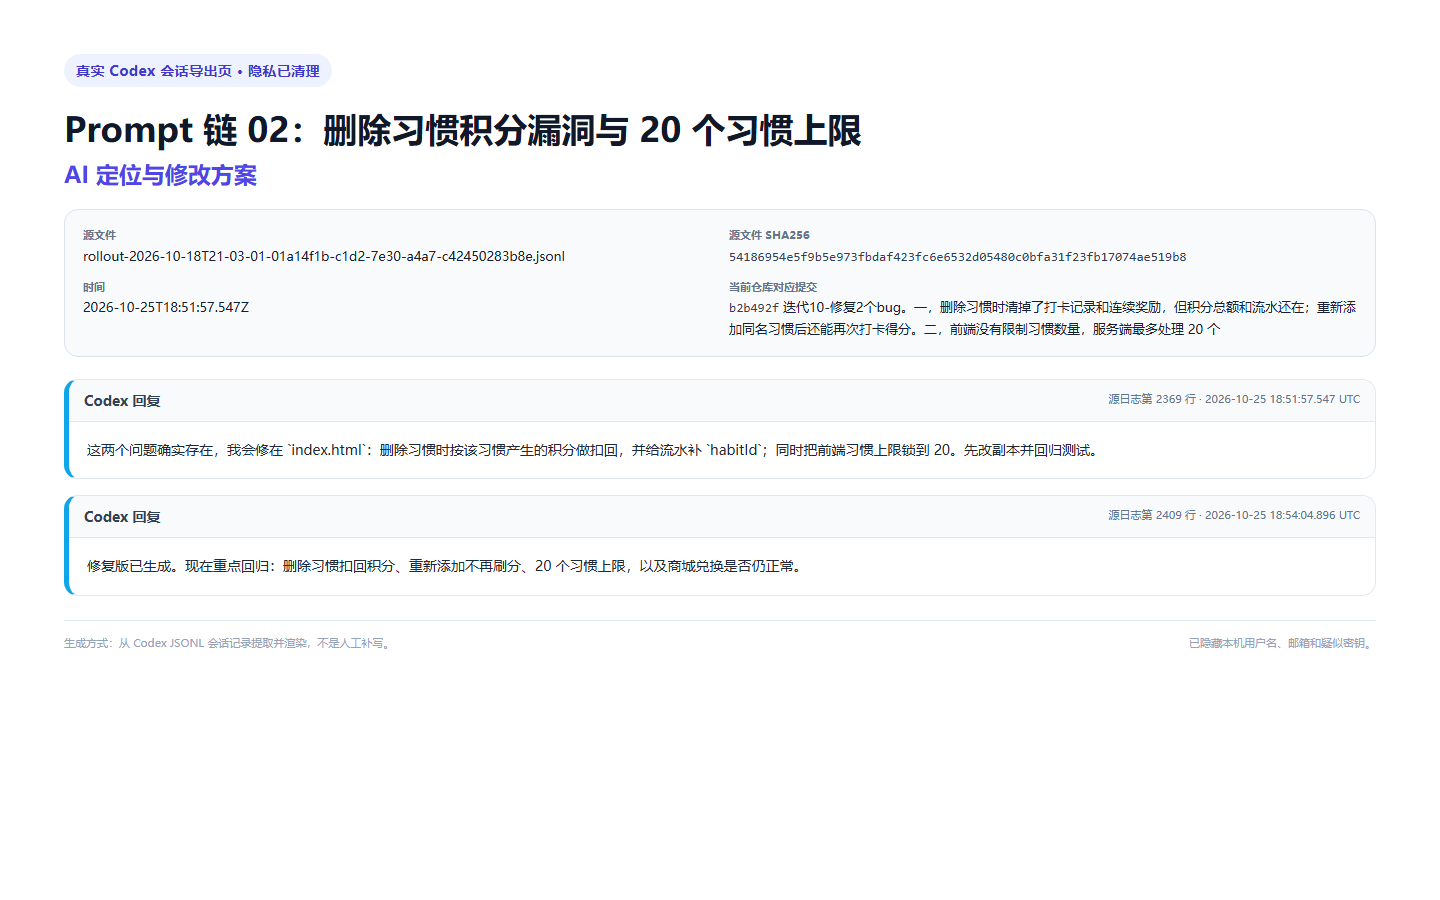 真实 Codex 会话导出页 • 隐私已清理
Prompt 链 02：删除习惯积分漏洞与 20 个习惯上限
AI 定位与修改方案
源文件
rollout-2026-10-18T21-03-01-01a14f1b-c1d2-7e30-a4a7-c42450283b8e.jsonl
源文件 SHA256
54186954e5f9b5e973fbdaf423fc6e6532d05480c0bfa31f23fb17074ae519b8
时间
2026-10-25T18:51:57.547Z
当前仓库对应提交
b2b492f 迭代10-修复2个bug。一，删除习惯时清掉了打卡记录和连续奖励，但积分总额和流水还在；重新添
加同名习惯后还能再次打卡得分。二，前端没有限制习惯数量，服务端最多处理 20 个
Codex 回复
源日志第 2369 行 · 2026-10-25 18:51:57.547 UTC
这两个问题确实存在，我会修在 `index.html`：删除习惯时按该习惯产生的积分做扣回，并给流水补 `habitId`；同时把前端习惯上限锁到 20。先改副本并回归测试。
Codex 回复
源日志第 2409 行 · 2026-10-25 18:54:04.896 UTC
修复版已生成。现在重点回归：删除习惯扣回积分、重新添加不再刷分、20 个习惯上限，以及商城兑换是否仍正常。
生成方式：从 Codex JSONL 会话记录提取并渲染，不是人工补写。
已隐藏本机用户名、邮箱和疑似密钥。